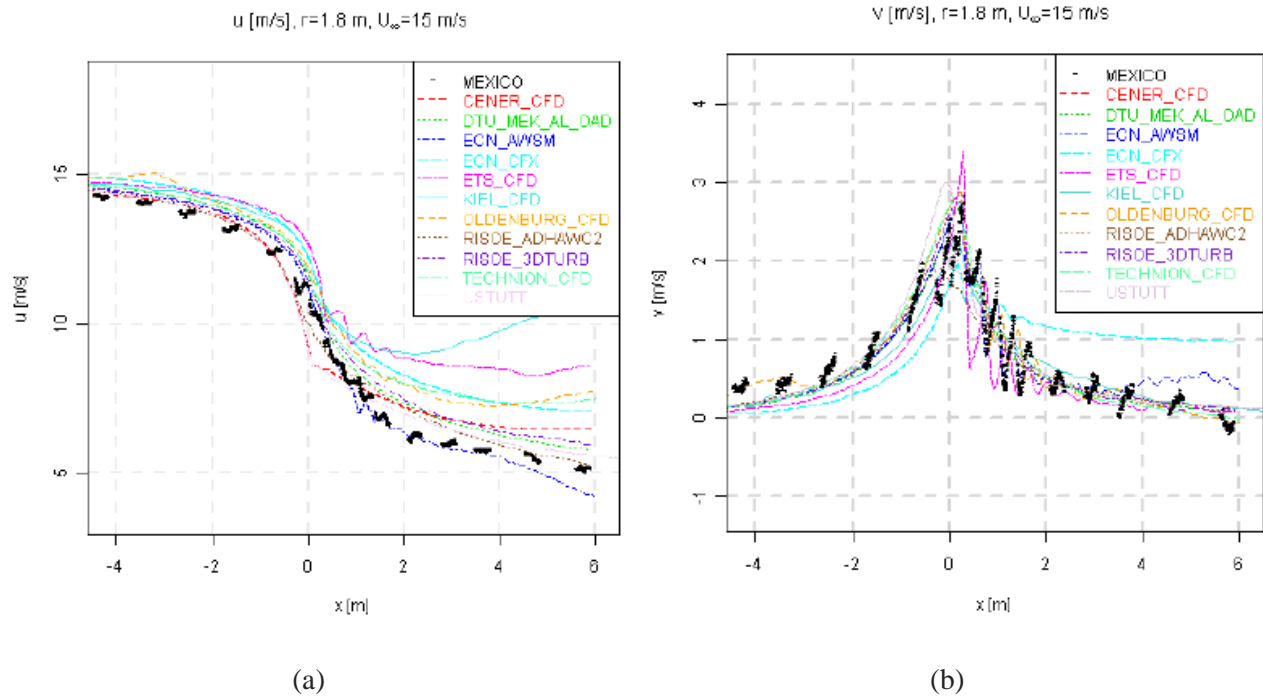 u [m/s], r=1.8 m, U∞=15 m/s
15
10
5
u [m/s]
MEXICO
CENER_CFD
DTU_MEK_AL_OAD
ECN_AWSM
ECN_CFX
ETS_CFD
KIEL_CFD
OLDENBURG_CFD
RISOE_ADHAWC2
RISOE_3DTURB
TECHNION_CFD
USTUTT
-4
-2
0
2
4
6
x [m]
(a)
v [m/s], r=1.8 m, U∞=15 m/s
4
3
2
1
0
-1
v [m/s]
MEXICO
CENER_CFD
DTU_MEK_AL_OAD
ECN_AWSM
ECN_CFX
ETS_CFD
KIEL_CFD
OLDENBURG_CFD
RISOE_ADHAWC2
RISOE_3DTURB
TECHNION_CFD
USTUTT
-4
-2
0
2
4
6
x [m]
(b)